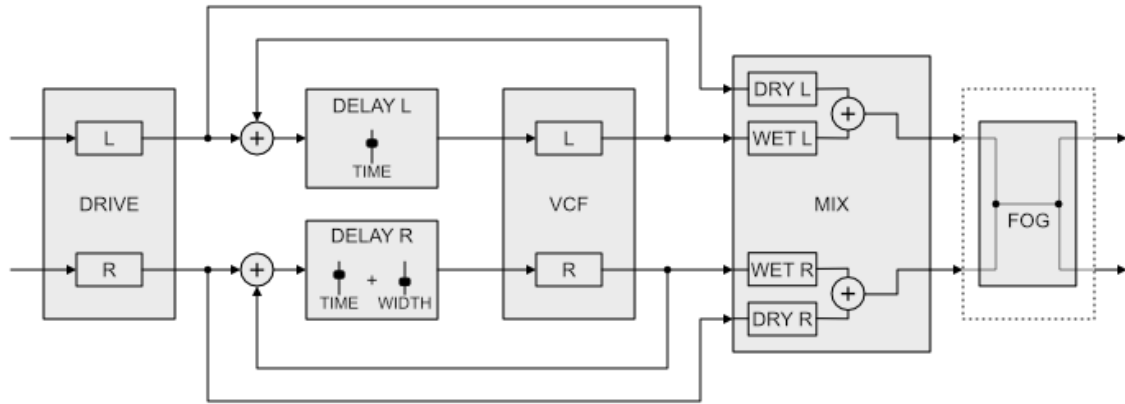 DRIVE
L
R
+
+
DELAY L
TIME
DELAY R
TIME + WIDTH
VCF
L
R
MIX
DRY L
WET L
+
WET R
DRY R
+
FOG